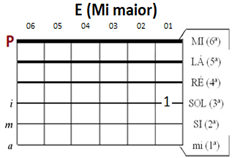 E (Mi maior)
06 05 04 03 02 01
P MI (6ª)
LÁ (5ª)
RÉ (4ª)
i 1 SOL (3ª)
m SI (2ª)
a mi (1ª)